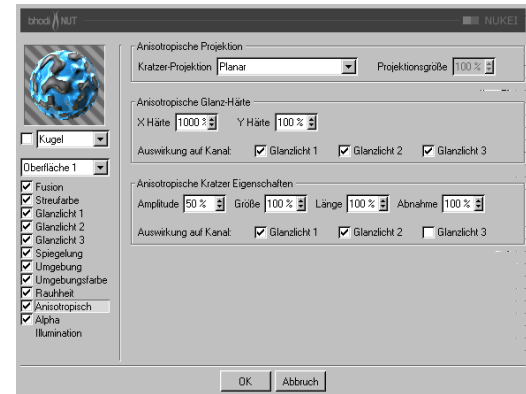 bhodi NUT NUKEI
Anisotropische Projektion
Kratzer-Projektion Planar Projektionsgröße 100 %
Anisotropische Glanz-Härte
X Härte 1000 % Y Härte 100 %
Auswirkung auf Kanal: Glanzlicht 1 Glanzlicht 2 Glanzlicht 3
Anisotropische Kratzer Eigenschaften
Amplitude 50 % Größe 100 % Länge 100 % Abnahme 100 %
Auswirkung auf Kanal: Glanzlicht 1 Glanzlicht 2 Glanzlicht 3
Kugel
Oberfläche 1
Fusion
Streufarbe
Glanzlicht 1
Glanzlicht 2
Glanzlicht 3
Spiegelung
Umgebung
Umgebungsfarbe
Rauhheit
Anisotropisch
Alpha
Illumination
OK Abbruch